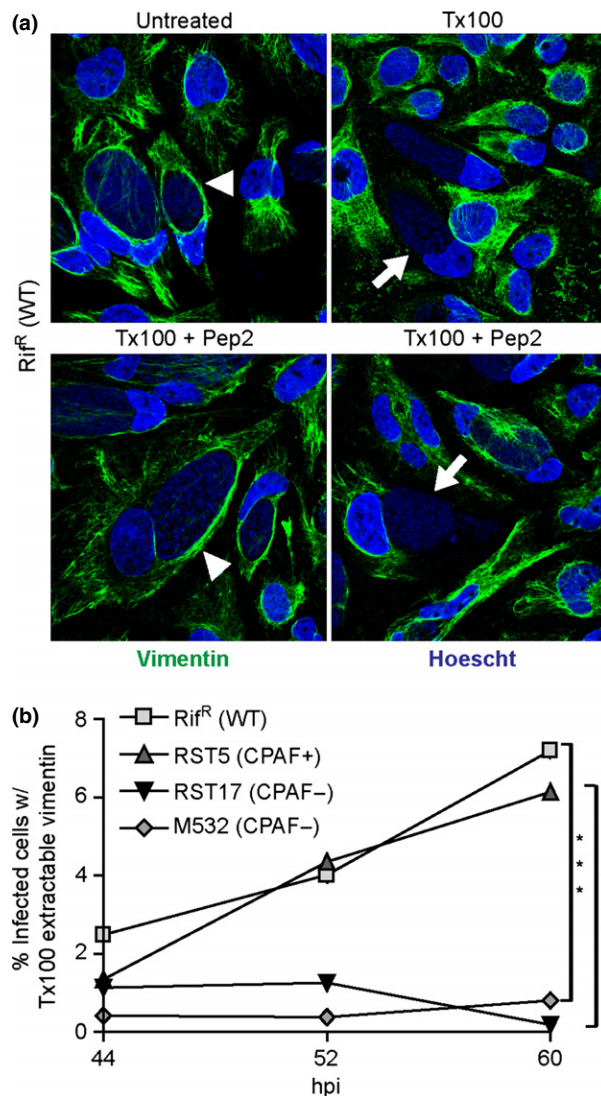 (a)
Untreated
Tx100
Rif^R (WT)
Tx100 + Pep2
Tx100 + Pep2
Vimentin
Hoescht
(b)
% Infected cells w/
Tx100 extractable vimentin
8
6
4
2
0
Rif^R (WT)
RST5 (CPAF+)
RST17 (CPAF–)
M532 (CPAF–)
* * *
44
52
60
hpi